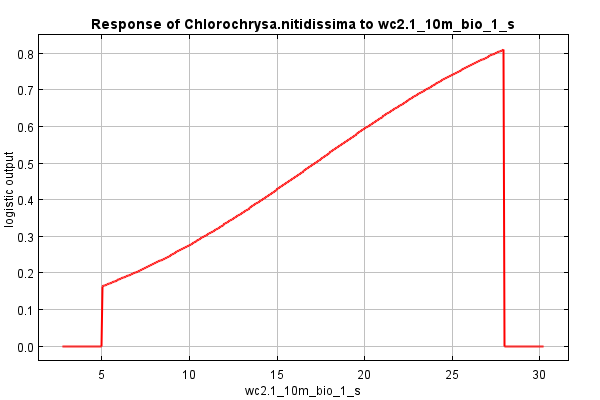 Response of Chlorochrysa.nitidissima to wc2.1_10m_bio_1_s
logistic output
0.8
0.7
0.6
0.5
0.4
0.3
0.2
0.1
0.0
5 10 15 20 25 30
wc2.1_10m_bio_1_s